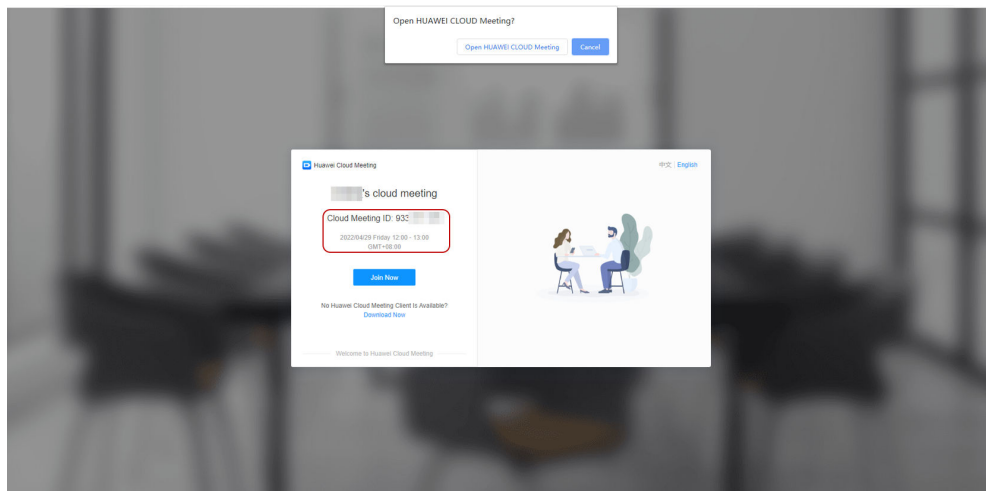 Open HUAWEI CLOUD Meeting?
Open HUAWEI CLOUD Meeting
Cancel
Huawei Cloud Meeting
中文 | English
's cloud meeting
Cloud Meeting ID: 933
2022/04/29 Friday 12:00 - 13:00
GMT+08:00
Join Now
No Huawei Cloud Meeting Client Is Available?
Download Now
Welcome to Huawei Cloud Meeting